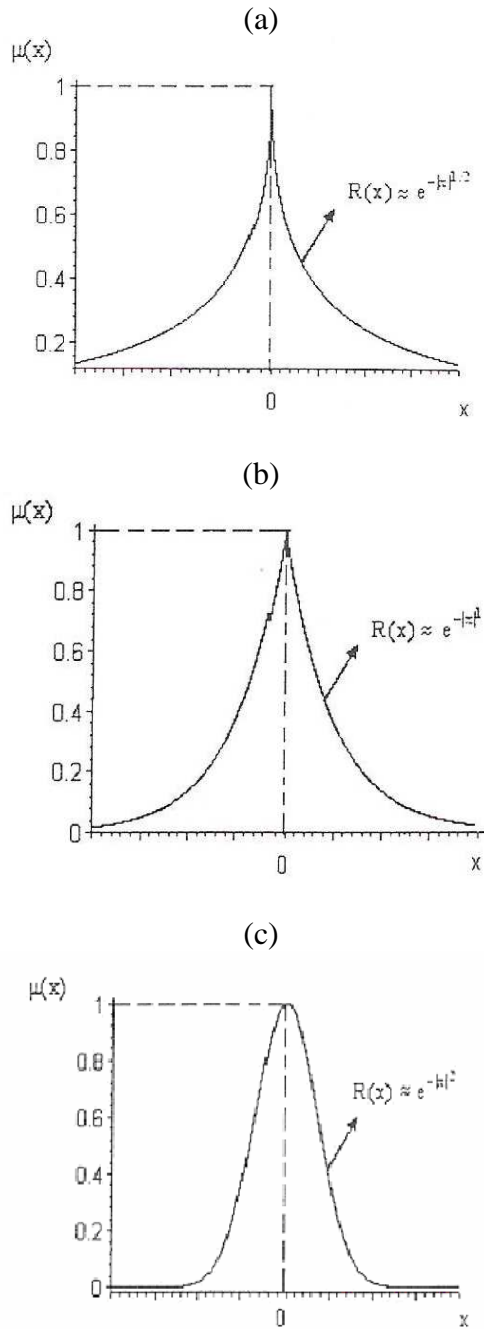 (a)
μ(x)
1
0.8
R(x) ≈ e^{-|x|^{1/2}}
0.6
0.4
0.2
0
x
(b)
μ(x)
1
0.8
R(x) ≈ e^{-|x|^1}
0.6
0.4
0.2
0
0
x
(c)
μ(x)
1
0.8
R(x) ≈ e^{-|x|^2}
0.6
0.4
0.2
0
0
x